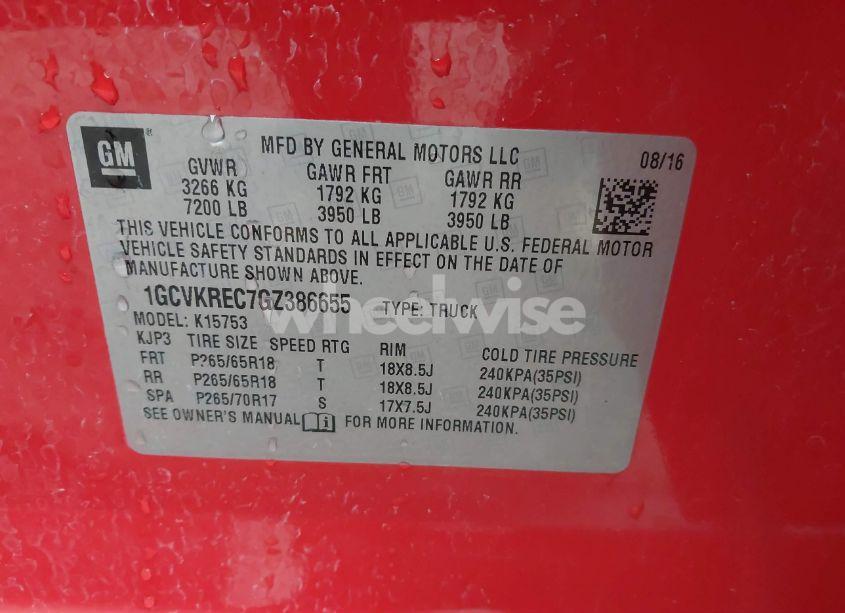 GM
MFD BY GENERAL MOTORS LLC 08/16
GVWR GAWR FRT GAWR RR
3266 KG 1792 KG 1792 KG
7200 LB 3950 LB 3950 LB
THIS VEHICLE CONFORMS TO ALL APPLICABLE U.S. FEDERAL MOTOR
VEHICLE SAFETY STANDARDS IN EFFECT ON THE DATE OF
MANUFACTURE SHOWN ABOVE.
1GCVKREC7GZ386655 TYPE: TRUCK
wheelwise
MODEL: K15753
KJP3 TIRE SIZE SPEED RTG RIM COLD TIRE PRESSURE
FRT P265/65R18 T 18X8.5J 240KPA(35PSI)
RR P265/65R18 T 18X8.5J 240KPA(35PSI)
SPA P265/70R17 S 17X7.5J 240KPA(35PSI)
SEE OWNER'S MANUAL FOR MORE INFORMATION.